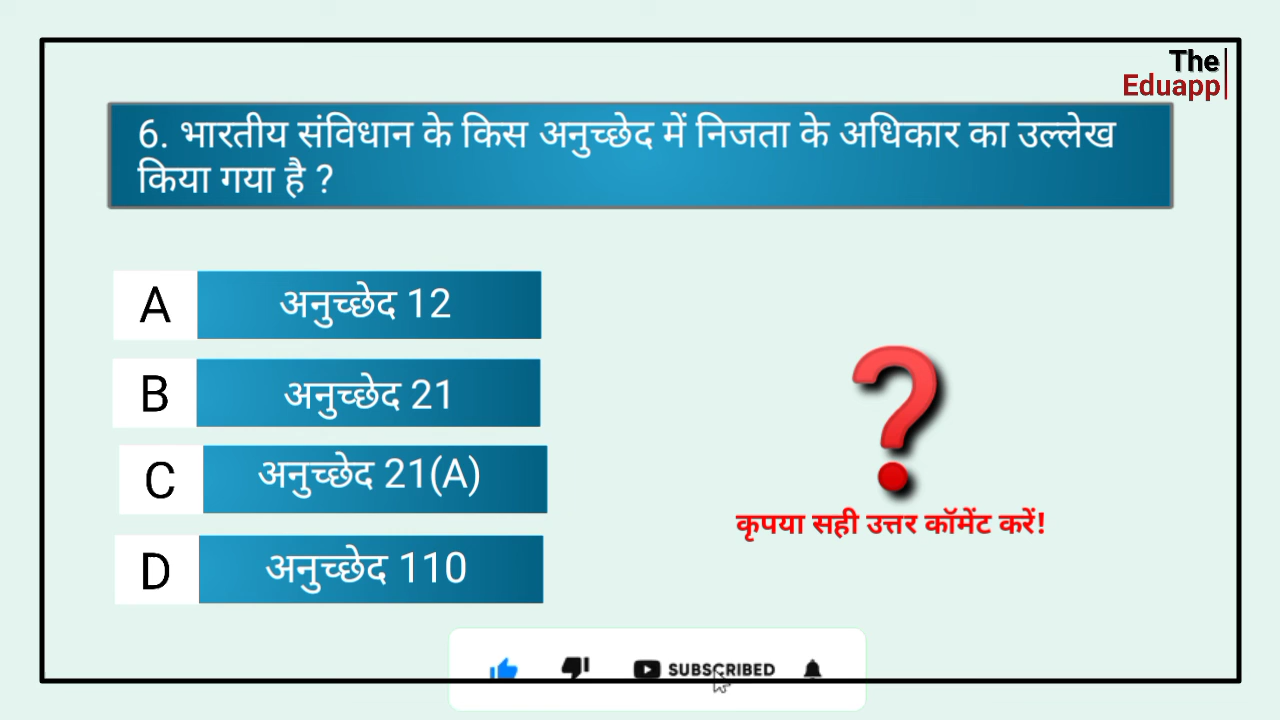 The
Eduapp
6. भारतीय संविधान के किस अनुच्छेद में निजता के अधिकार का उल्लेख
किया गया है ?
A अनुच्छेद 12
B अनुच्छेद 21
C अनुच्छेद 21(A)
D अनुच्छेद 110
?
कृपया सही उत्तर कॉमेंट करें!
SUBSCRIBED